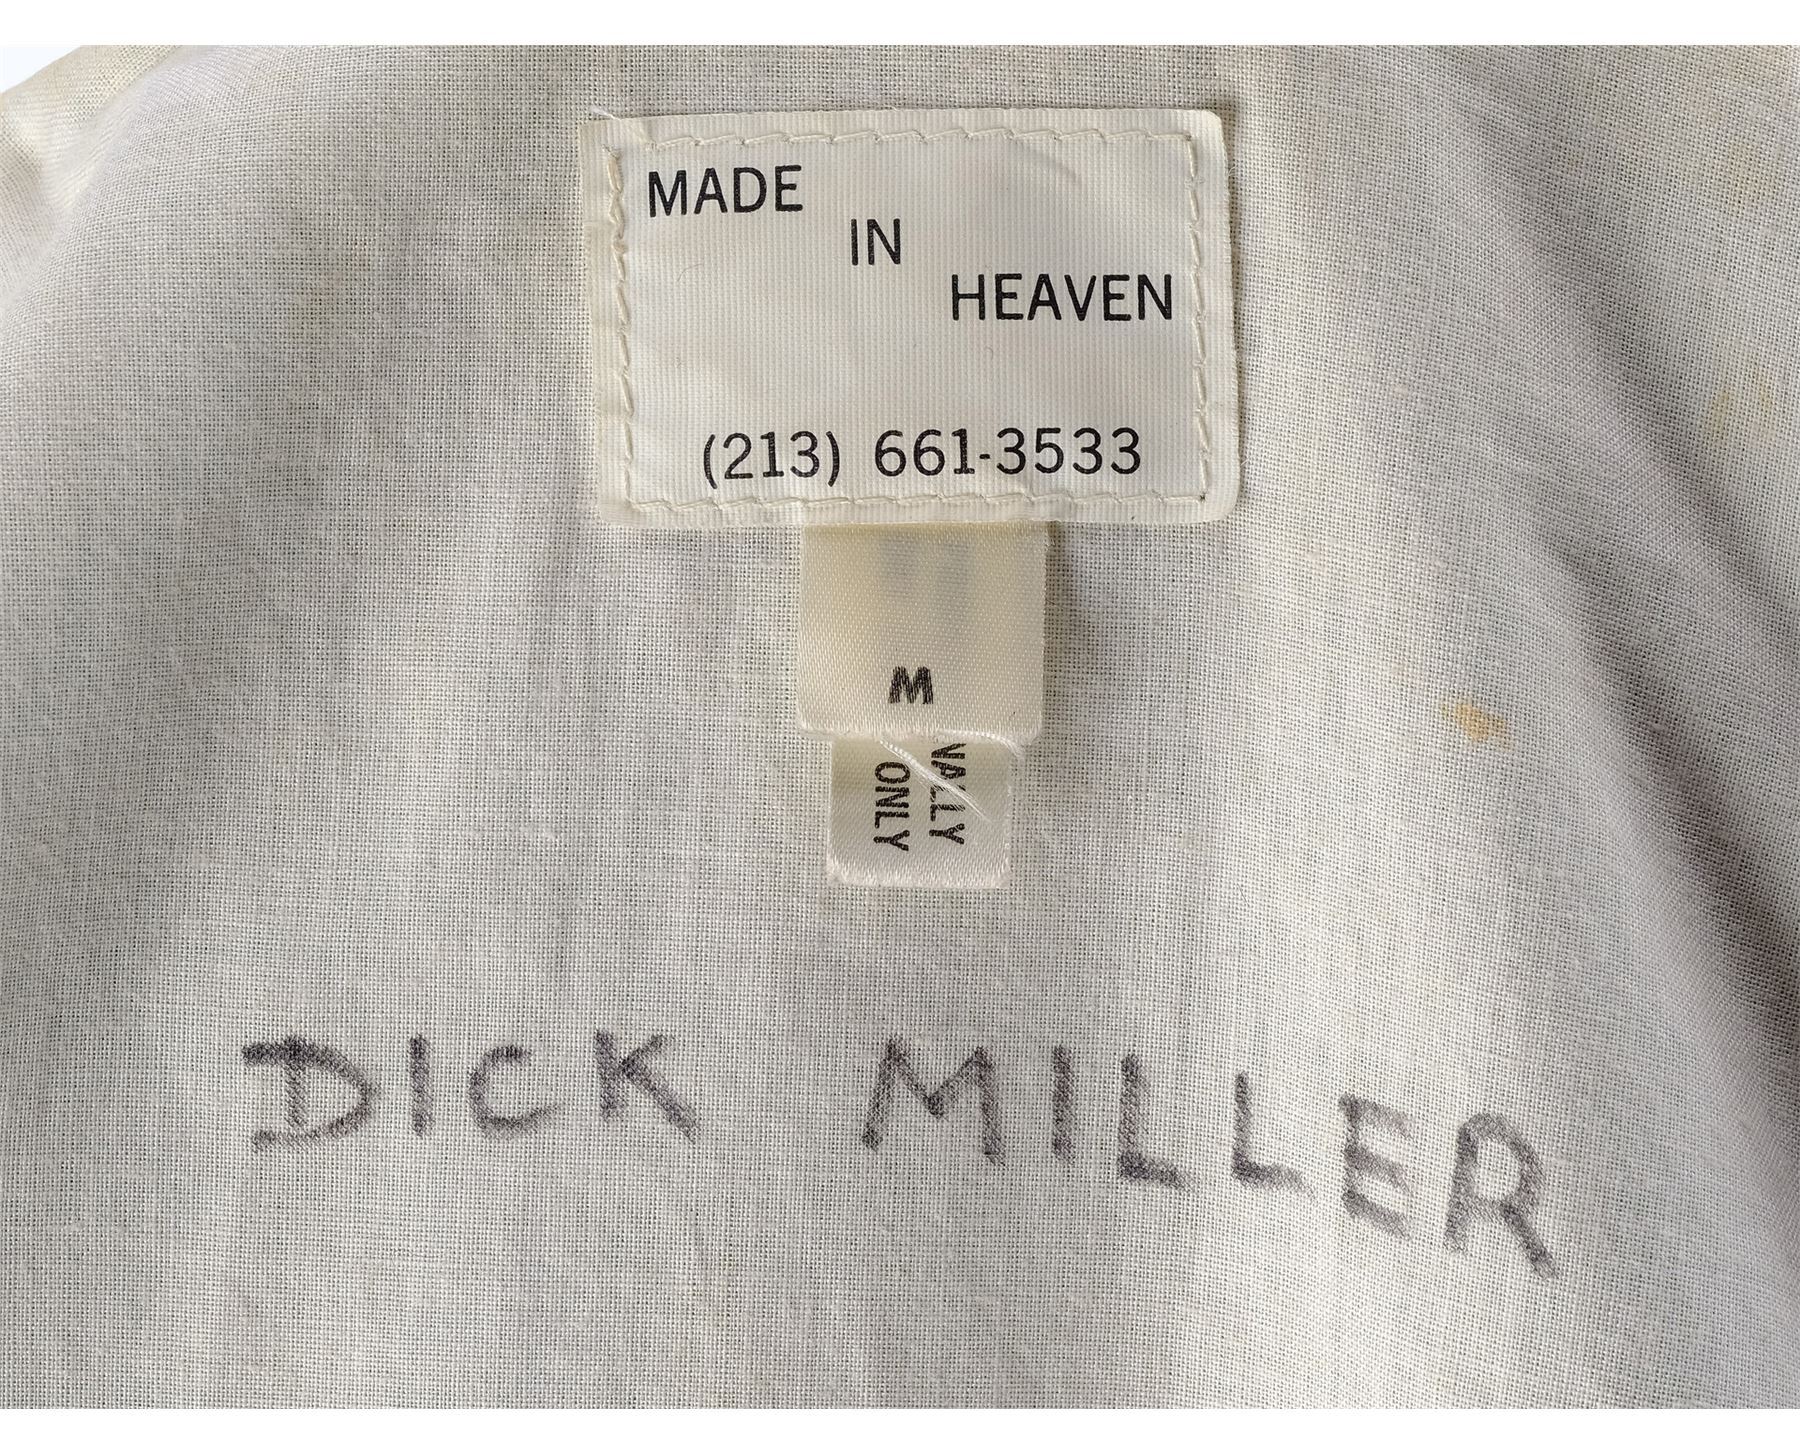 MADE
IN
HEAVEN
(213) 661-3533
M
ONLY
DICK MILLER